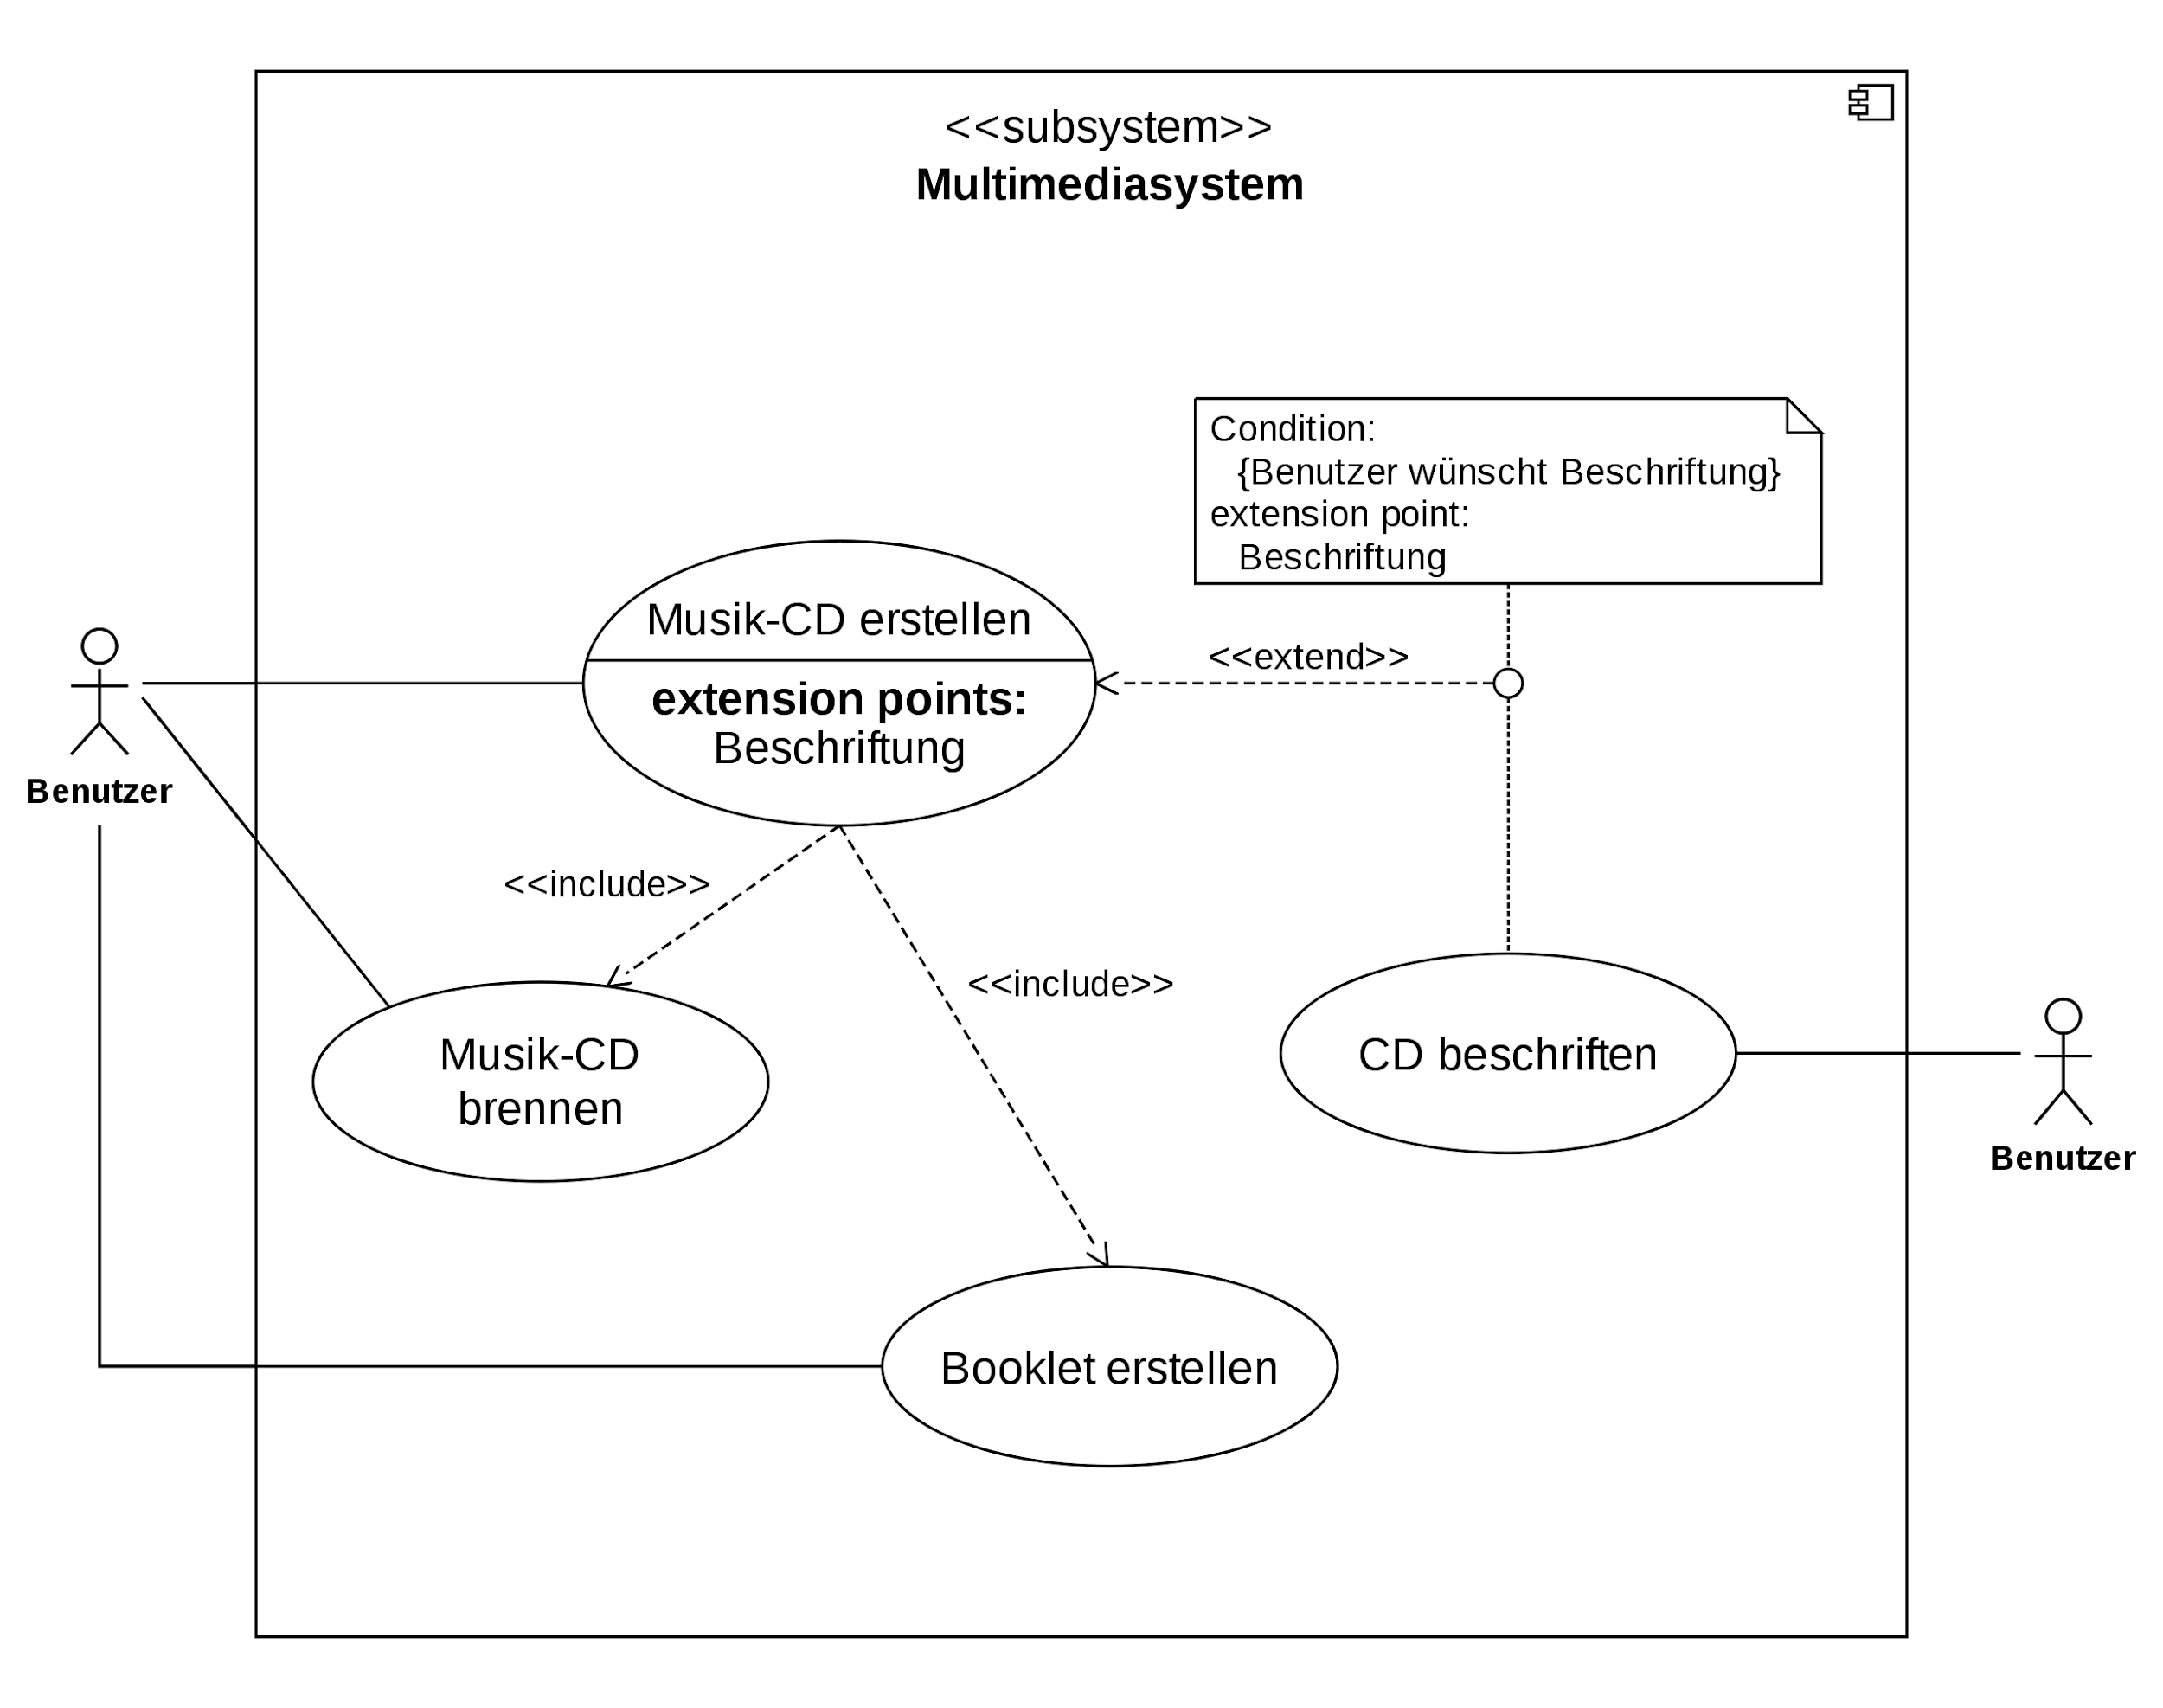 <<subsystem>>
Multimediasystem
Condition:
{Benutzer wünscht Beschriftung}
extension point:
Beschriftung
Musik-CD erstellen
<<extend>>
extension points:
Beschriftung
Benutzer
<<include>>
<<include>>
Musik-CD
brennen
CD beschriften
Benutzer
Booklet erstellen